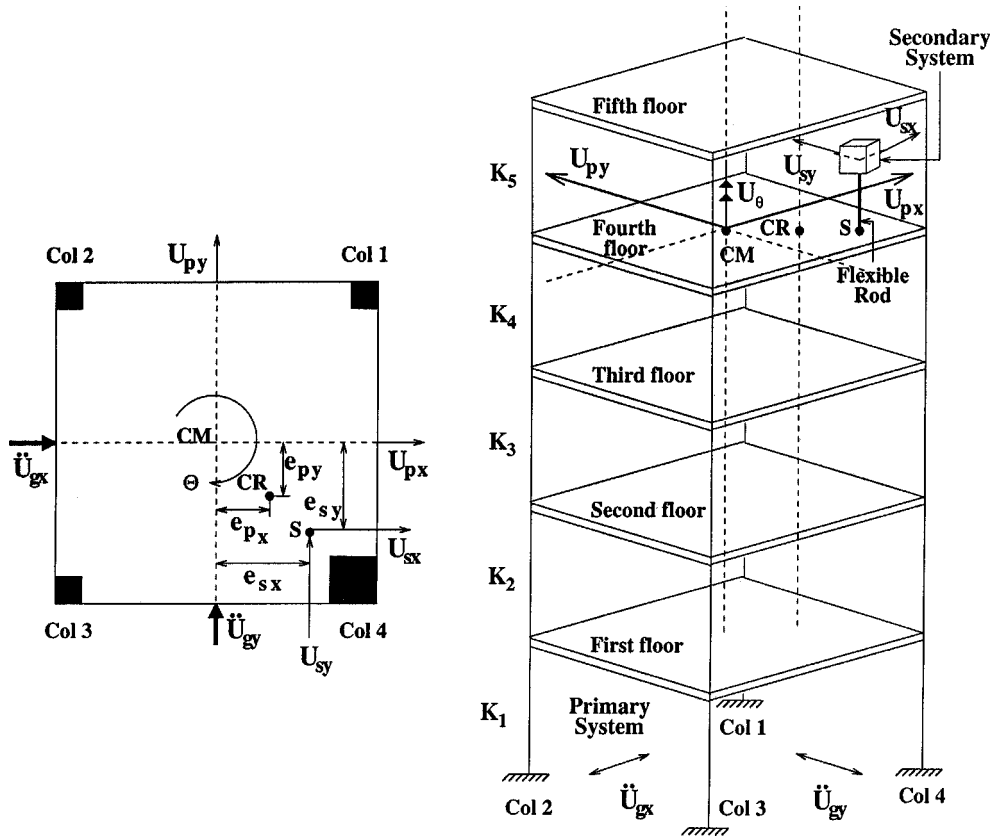 Col 2
U_py
Col 1
CM
Ü_gx
Θ
CR
e_py
U_px
e_px
e_sy
S
U_sx
e_sx
Col 3
Ü_gy
Col 4
U_sy
Secondary
System
Fifth floor
U_sx
K_5
U_py
U_sy
U_θ
U_px
Fourth
floor
CR
S
CM
Flexible
Rod
K_4
Third floor
K_3
Second floor
K_2
First floor
K_1
Primary
System
Col 1
Col 2
Ü_gx
Col 3
Ü_gy
Col 4